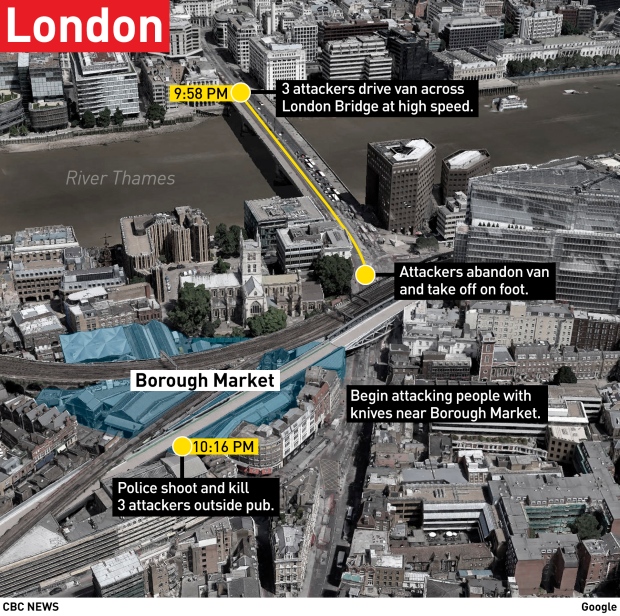 London
9:58 PM
3 attackers drive van across
London Bridge at high speed.
River Thames
Attackers abandon van
and take off on foot.
Borough Market
Begin attacking people with
knives near Borough Market.
10:16 PM
Police shoot and kill
3 attackers outside pub.
CBC NEWS
Google